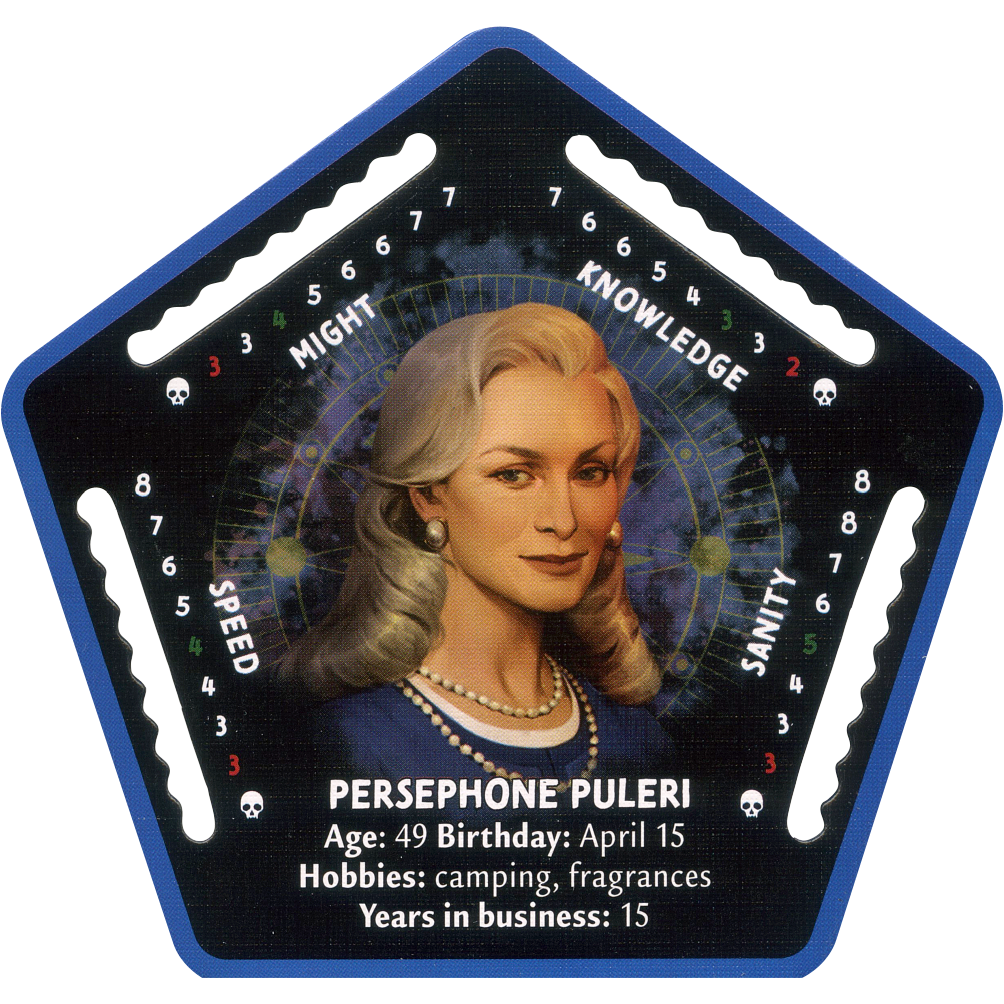 3 3 4 5 6 6 7 7
MIGHT
7 6 6 5 4 3 3 2
KNOWLEDGE
8 7 6 5 4 4 3 3
SPEED
8 8 7 6 5 4 3 3
SANITY
PERSEPHONE PULERI
Age: 49 Birthday: April 15
Hobbies: camping, fragrances
Years in business: 15